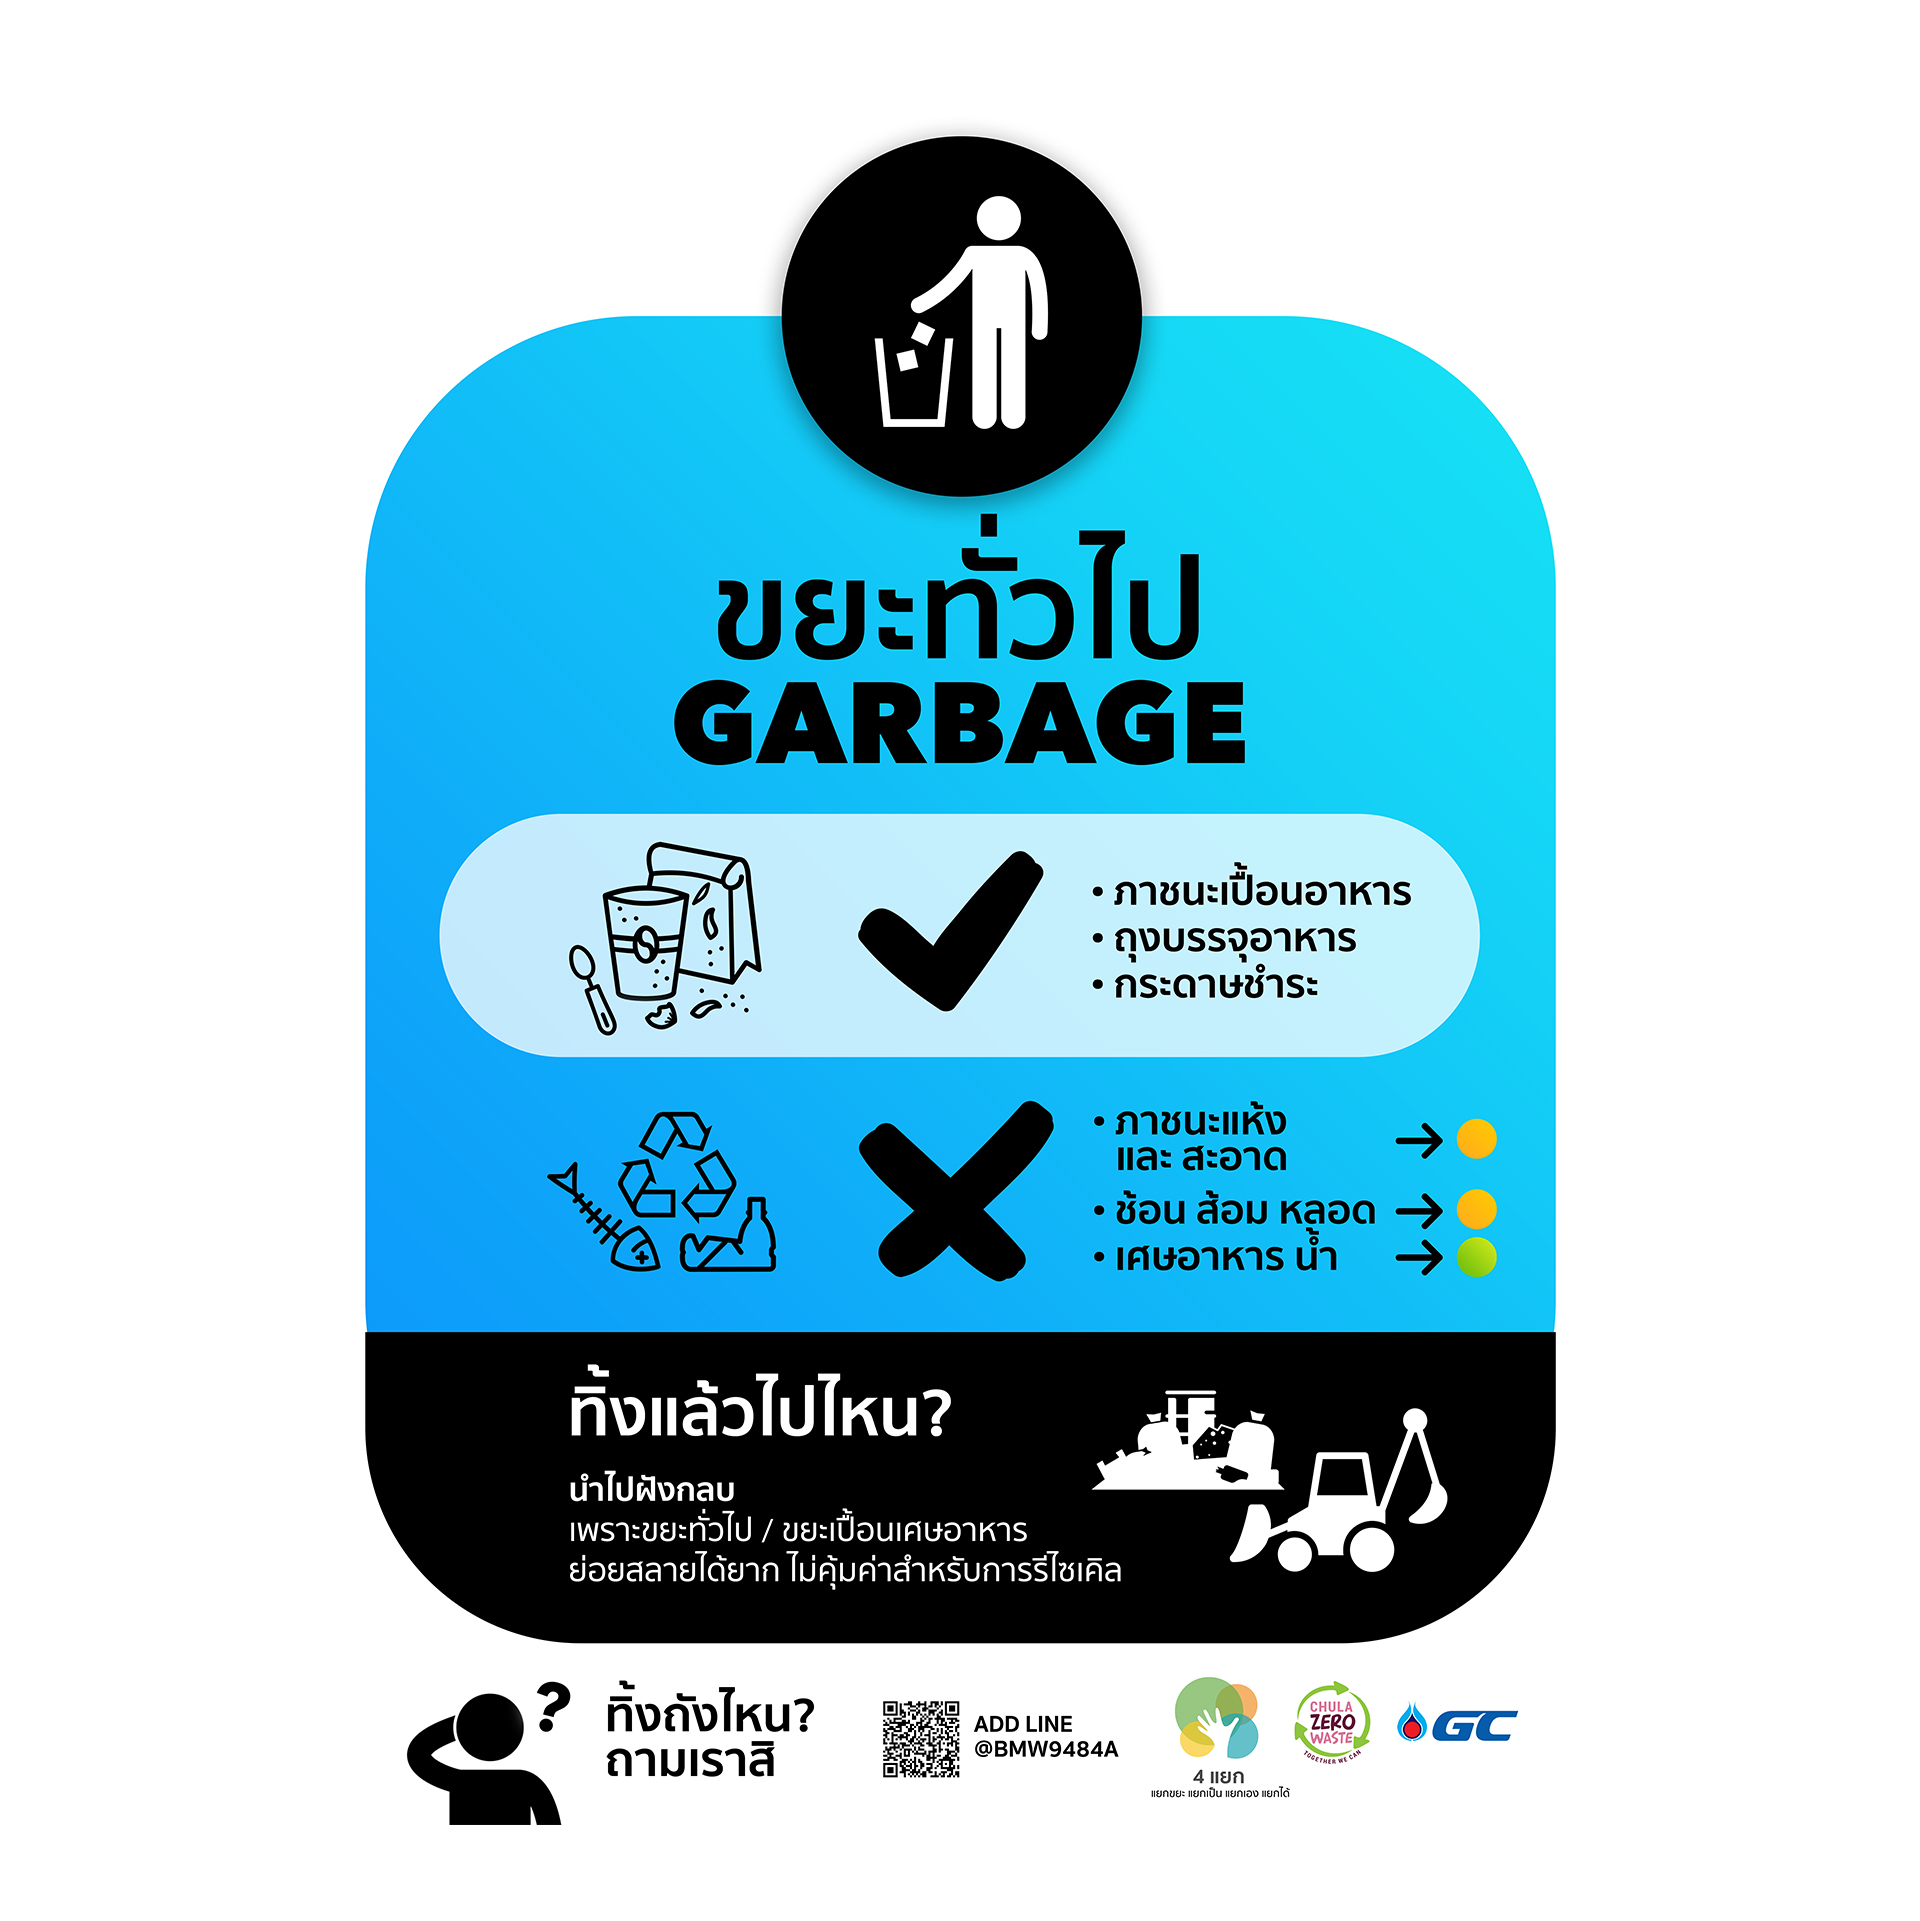 ขยะทั่วไป
GARBAGE
• ภาชนะเปื้อนอาหาร
• ถุงบรรจุอาหาร
• กระดาษชำระ
• ภาชนะแห้ง
และ สะอาด
• ช้อน ส้อม หลอด
• เศษอาหาร น้ำ
ทิ้งแล้วไปไหน?
นำไปฝังกลบ
เพราะขยะทั่วไป / ขยะเปื้อนเศษอาหาร
ย่อยสลายได้ยาก ไม่คุ้มค่าสำหรับการรีไซเคิล
?
ทิ้งถังไหน?
ถามเราสิ
ADD LINE
@BMW9484A
4 แยก
แยกขยะ แยกเป็น แยกเอง แยกได้
CHULA
ZERO
WASTE
TOGETHER WE CAN
GC